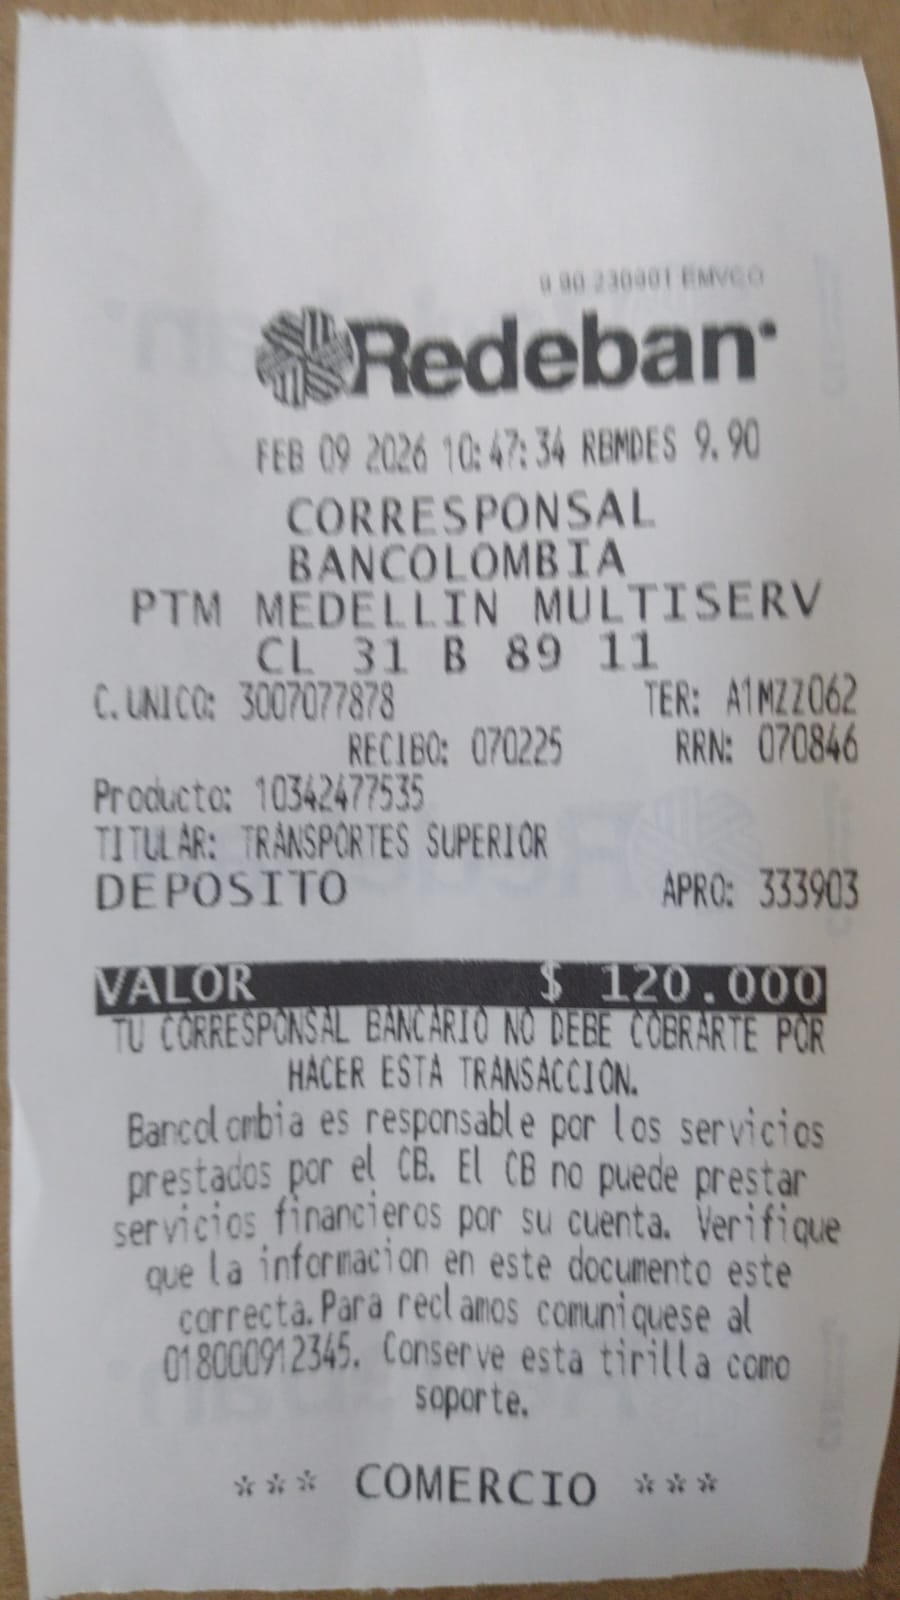 9.90 230901 EMVCO
Redeban
FEB 09 2026 10:47:34 RBMDES 9.90
CORRESPONSAL
BANCOLOMBIA
PTM MEDELLIN MULTISERV
CL 31 B 89 11
C.UNICO: 3007077878 TER: A1MZZ062
RECIBO: 070225 RRN: 070846
Producto: 10342477535
TITULAR: TRANSPORTES SUPERIOR
DEPOSITO APRO: 333903
VALOR $ 120.000
TU CORRESPONSAL BANCARIO NO DEBE COBRARTE POR
HACER ESTA TRANSACCION.
Bancolombia es responsable por los servicios
prestados por el CB. El CB no puede prestar
servicios financieros por su cuenta. Verifique
que la informacion en este documento este
correcta.Para reclamos comuniquese al
018000912345. Conserve esta tirilla como
soporte.
*** COMERCIO ***